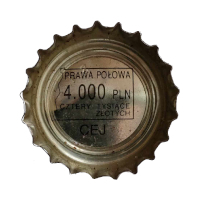 PRAWA POŁOWA
4.000 PLN
CZTERY TYSIĄCE
ZŁOTYCH
CEJ